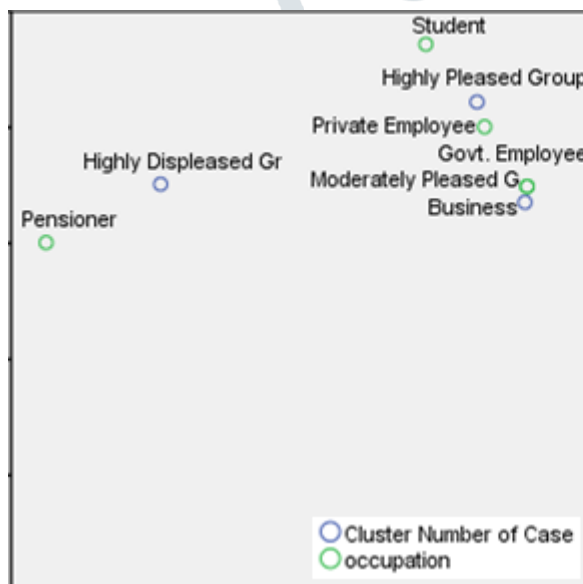 Student
Highly Pleased Group
Private Employee
Govt. Employee
Highly Displeased Gr
Moderately Pleased G
Business
Pensioner
Cluster Number of Case
occupation